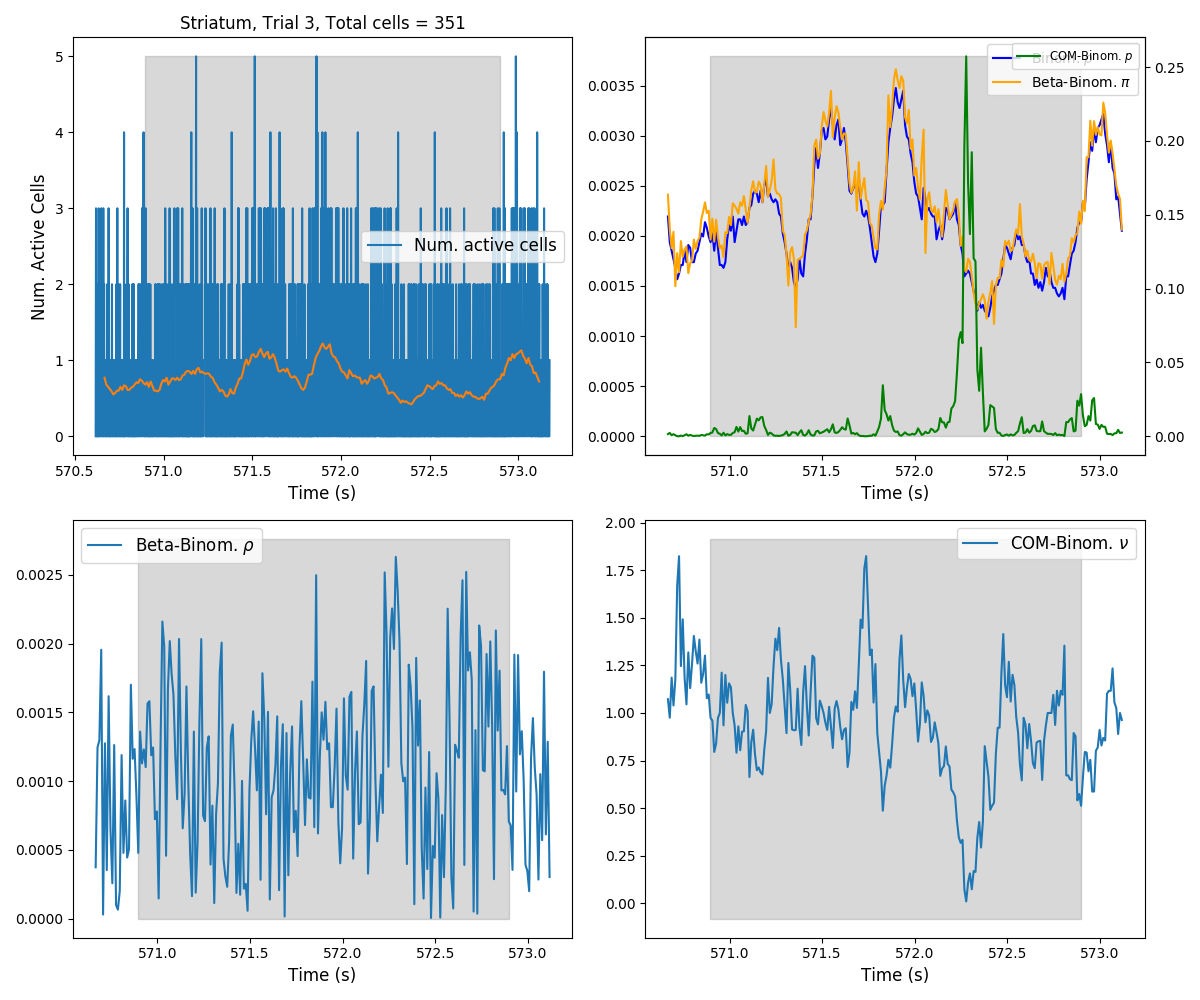 Striatum, Trial 3, Total cells = 351
5
4
3
2
1
0
Num. Active Cells
Num. active cells
570.5 571.0 571.5 572.0 572.5 573.0
Time (s)
0.0035
0.0030
0.0025
0.0020
0.0015
0.0010
0.0005
0.0000
COM-Binom. p
Beta-Binom. π
0.25
0.20
0.15
0.10
0.05
0.00
571.0 571.5 572.0 572.5 573.0
Time (s)
Beta-Binom. ρ
0.0025
0.0020
0.0015
0.0010
0.0005
0.0000
571.0 571.5 572.0 572.5 573.0
Time (s)
2.00
1.75
1.50
1.25
1.00
0.75
0.50
0.25
0.00
COM-Binom. ν
571.0 571.5 572.0 572.5 573.0
Time (s)